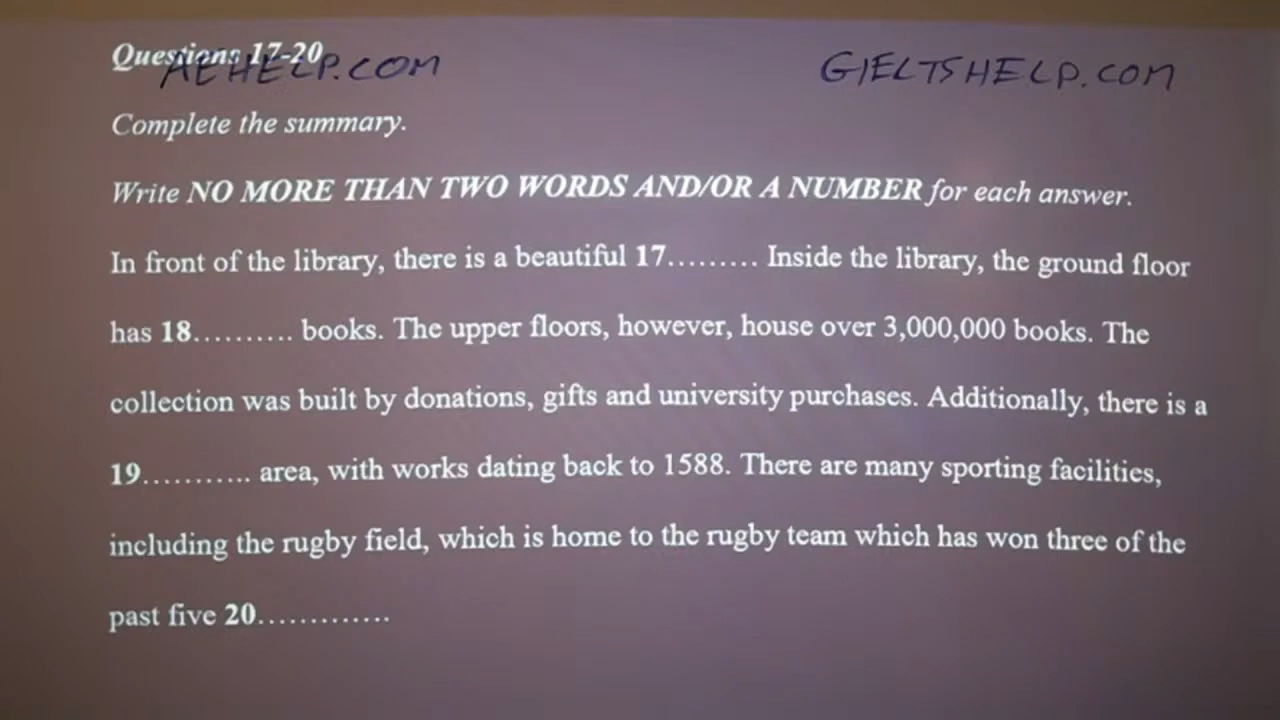 Questions 17-20
AEHELP.COM
GIELTSHELP.COM
Complete the summary.
Write NO MORE THAN TWO WORDS AND/OR A NUMBER for each answer.
In front of the library, there is a beautiful 17......... Inside the library, the ground floor
has 18.......... books. The upper floors, however, house over 3,000,000 books. The
collection was built by donations, gifts and university purchases. Additionally, there is a
19........... area, with works dating back to 1588. There are many sporting facilities,
including the rugby field, which is home to the rugby team which has won three of the
past five 20.............